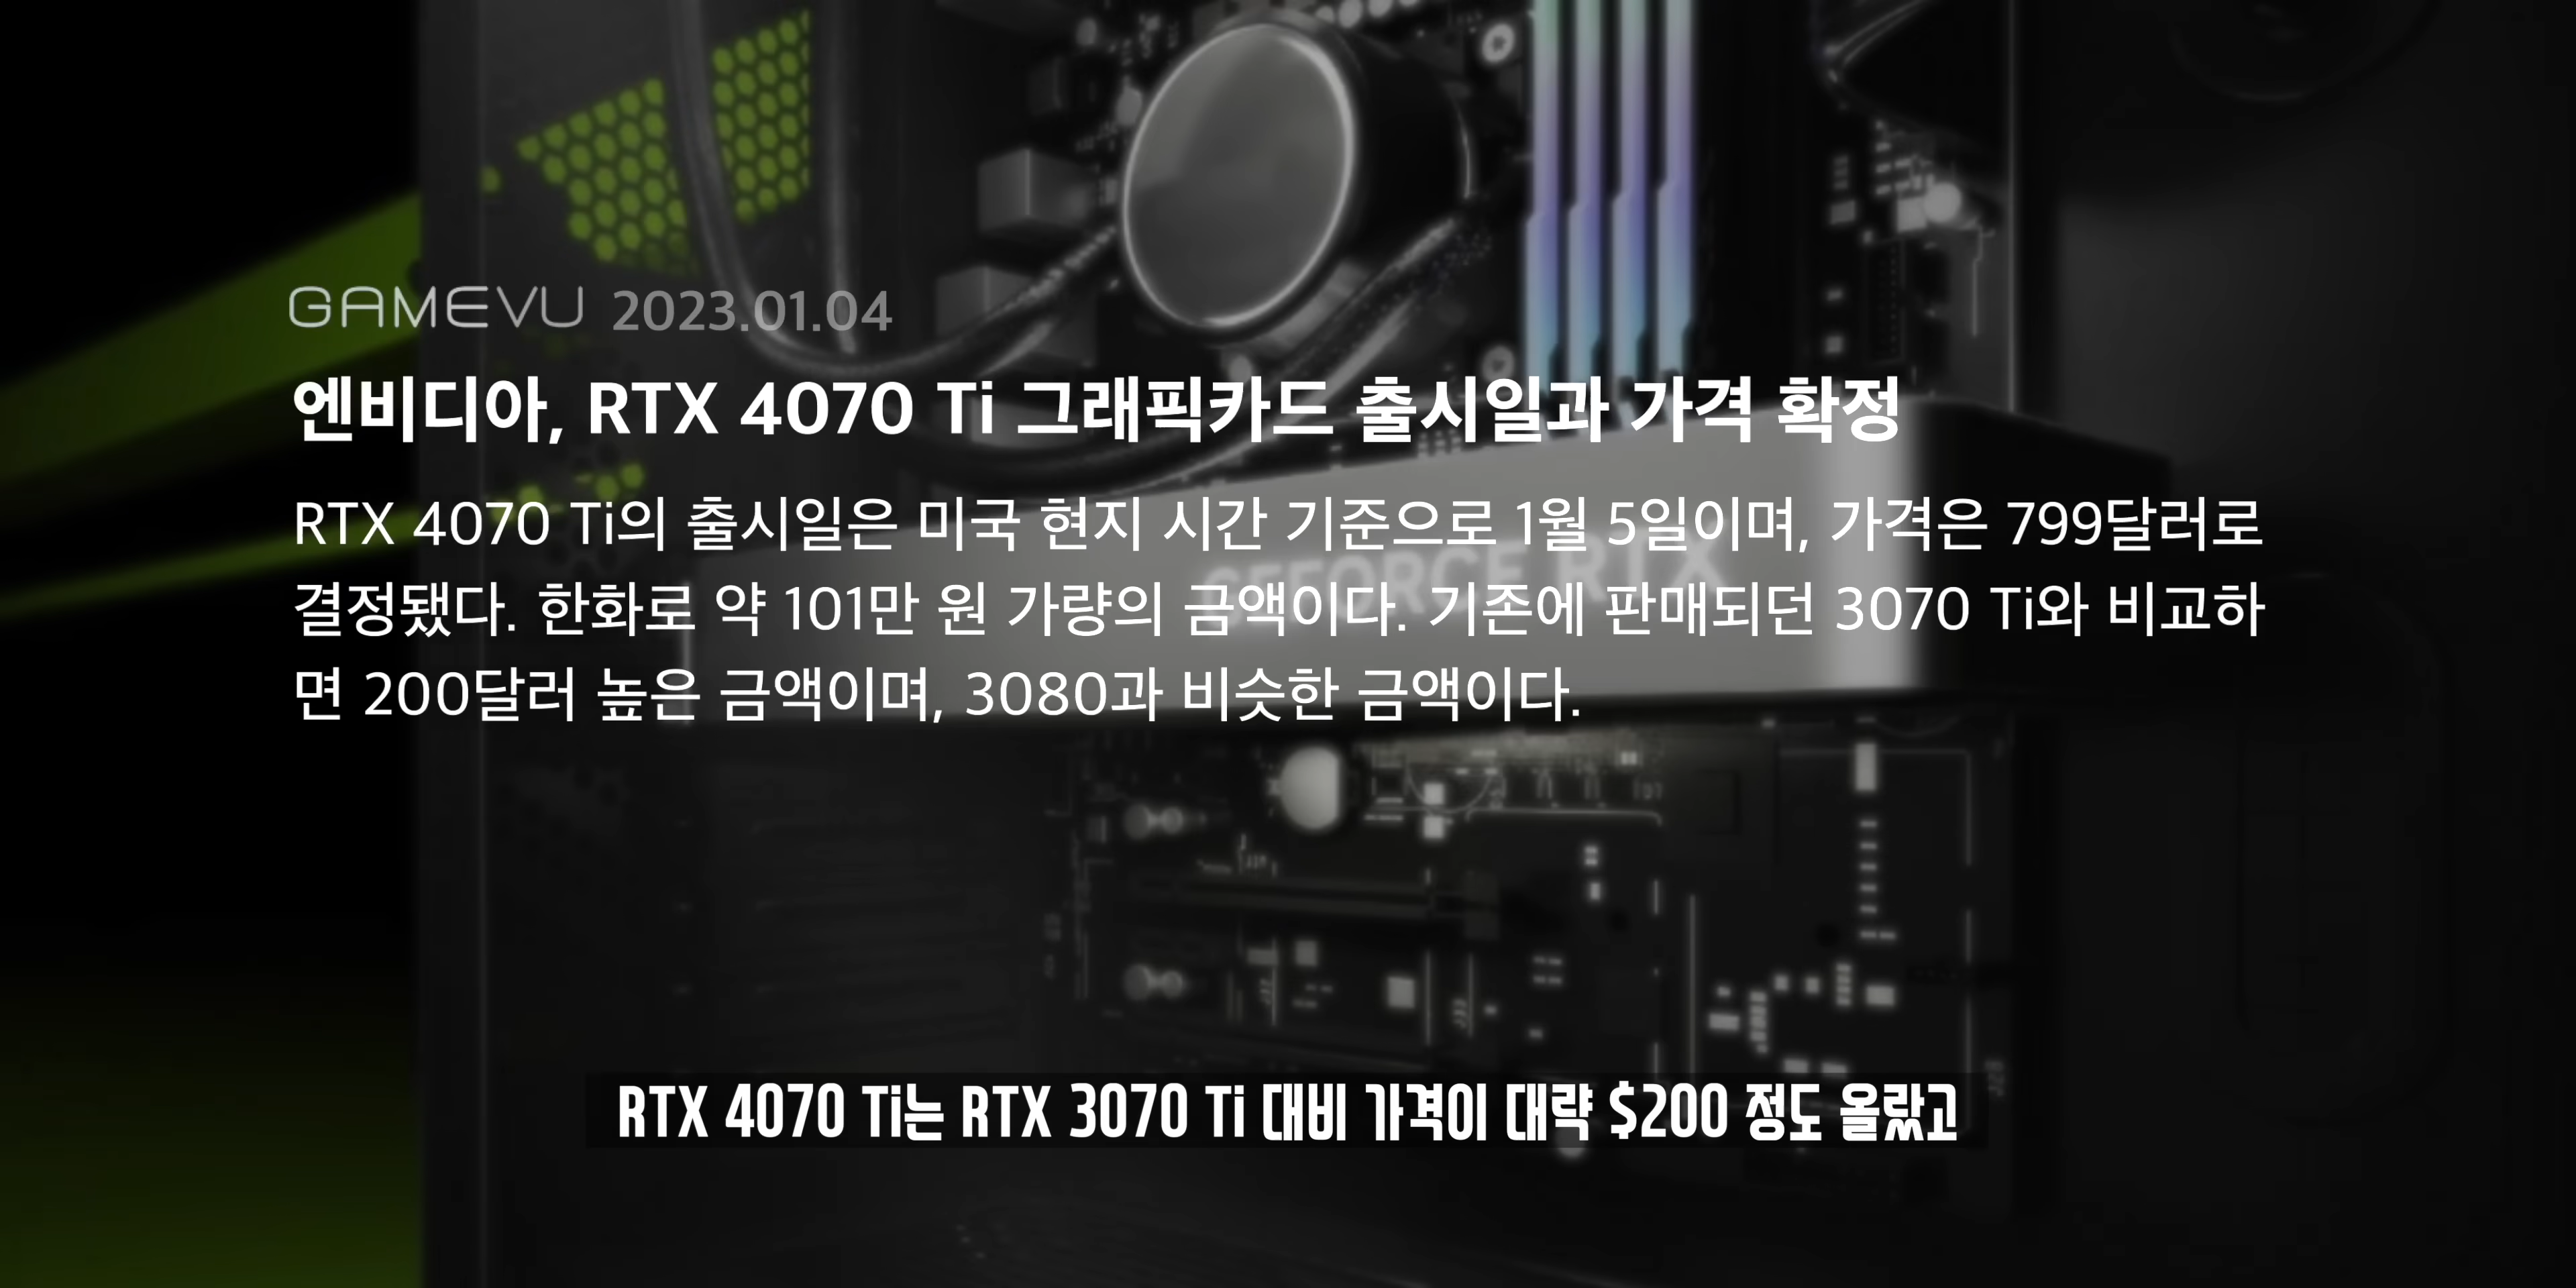 GAMEVU 2023.01.04
엔비디아, RTX 4070 Ti 그래픽카드 출시일과 가격 확정
RTX 4070 Ti의 출시일은 미국 현지 시간 기준으로 1월 5일이며, 가격은 799달러로
결정됐다. 한화로 약 101만 원 가량의 금액이다. 기존에 판매되던 3070 Ti와 비교하
면 200달러 높은 금액이며, 3080과 비슷한 금액이다.
GEFORCE RTX
RTX 4070 Ti는 RTX 3070 Ti 대비 가격이 대략 $200 정도 올랐고